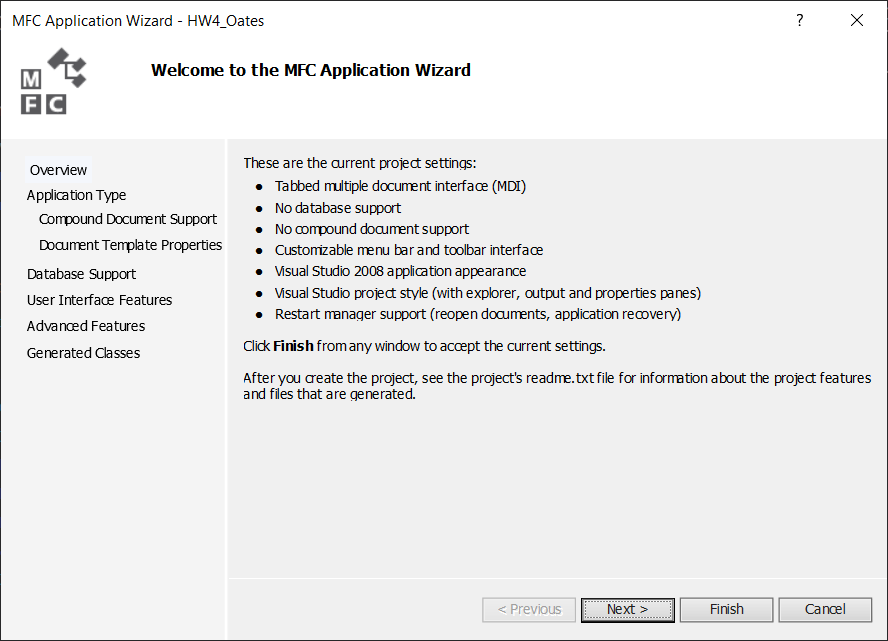 MFC Application Wizard - HW4_Oates
?
M
F C
Welcome to the MFC Application Wizard
Overview
Application Type
Compound Document Support
Document Template Properties
Database Support
User Interface Features
Advanced Features
Generated Classes
These are the current project settings:
● Tabbed multiple document interface (MDI)
● No database support
● No compound document support
● Customizable menu bar and toolbar interface
● Visual Studio 2008 application appearance
● Visual Studio project style (with explorer, output and properties panes)
● Restart manager support (reopen documents, application recovery)
Click Finish from any window to accept the current settings.
After you create the project, see the project's readme.txt file for information about the project features
and files that are generated.
< Previous Next > Finish Cancel